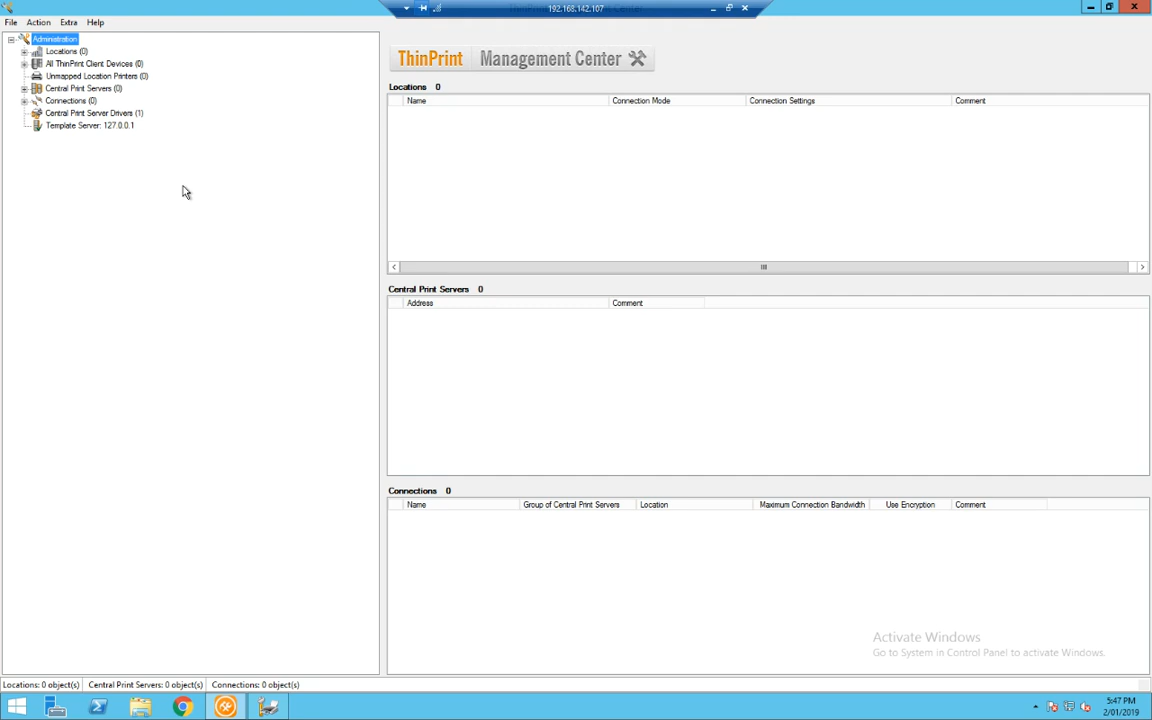 192.168.142.107
File Action Extra Help
Administration
Locations (0)
All ThinPrint Client Devices (0)
Unmapped Location Printers (0)
Central Print Servers (0)
Connections (0)
Central Print Server Drivers (1)
Template Server: 127.0.0.1
ThinPrint Management Center
Locations 0
Name Connection Mode Connection Settings Comment
Central Print Servers 0
Address Comment
Connections 0
Name Group of Central Print Servers Location Maximum Connection Bandwidth Use Encryption Comment
Activate Windows
Go to System in Control Panel to activate Windows.
Locations: 0 object(s) Central Print Servers: 0 object(s) Connections: 0 object(s)
5:47 PM
2/01/2019